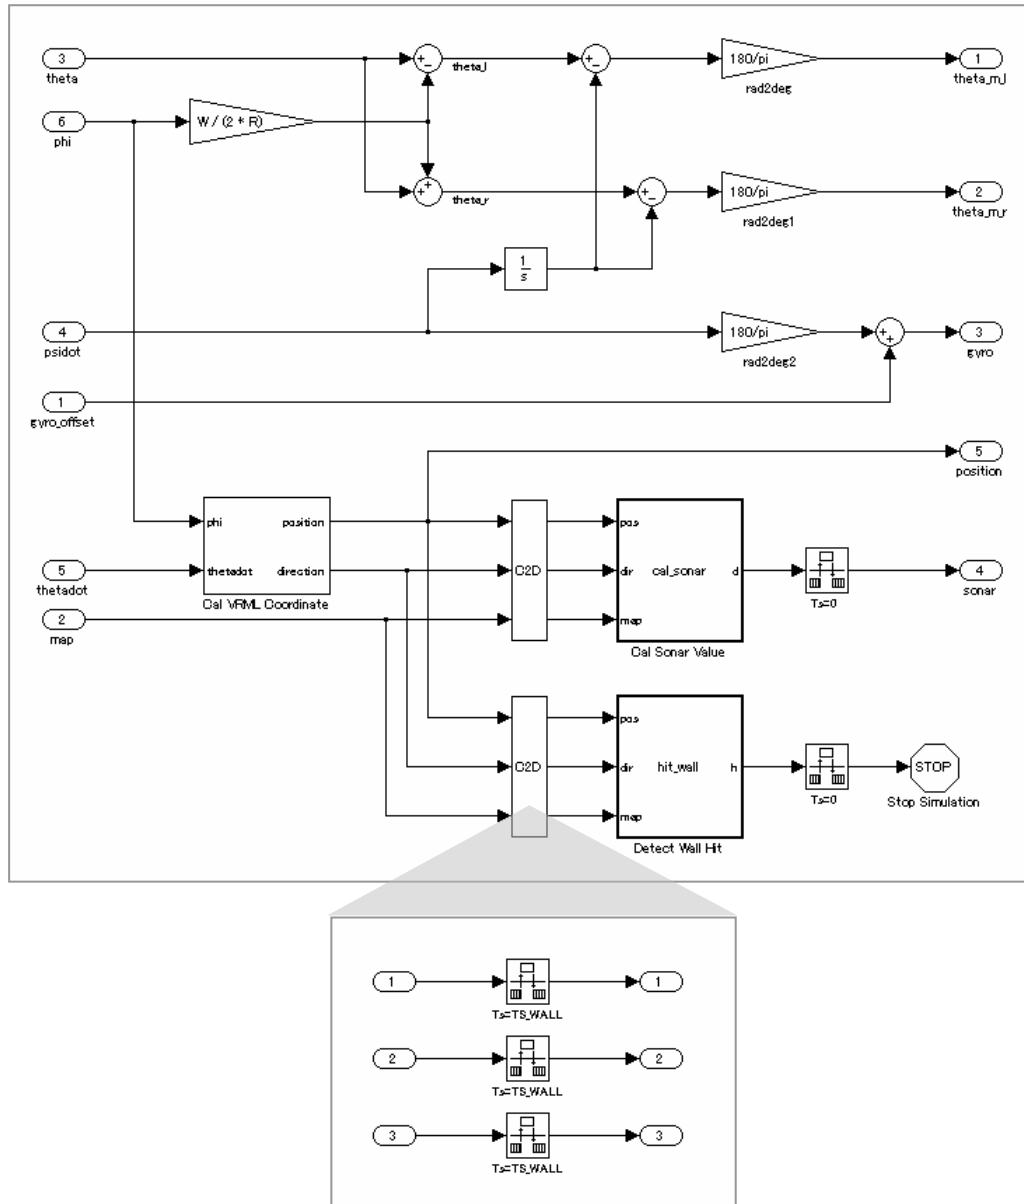 3
theta
+
−
theta_l
+
−
180/pi
rad2deg
1
theta_m_l
6
phi
W / (2 * R)
+
+
theta_r
+
−
180/pi
rad2deg1
2
theta_m_r
1
s
4
psidot
180/pi
rad2deg2
+
+
3
gyro
1
gyro_offset
5
position
phi
position
thetadot
direction
Cal VRML Coordinate
5
thetadot
2
map
C2D
pos
dir
map
cal_sonar
d
Cal Sonar Value
Ts=0
4
sonar
C2D
pos
dir
map
hit_wall
h
Detect Wall Hit
Ts=0
STOP
Stop Simulation
1
Ts=TS_WALL
1
2
Ts=TS_WALL
2
3
Ts=TS_WALL
3